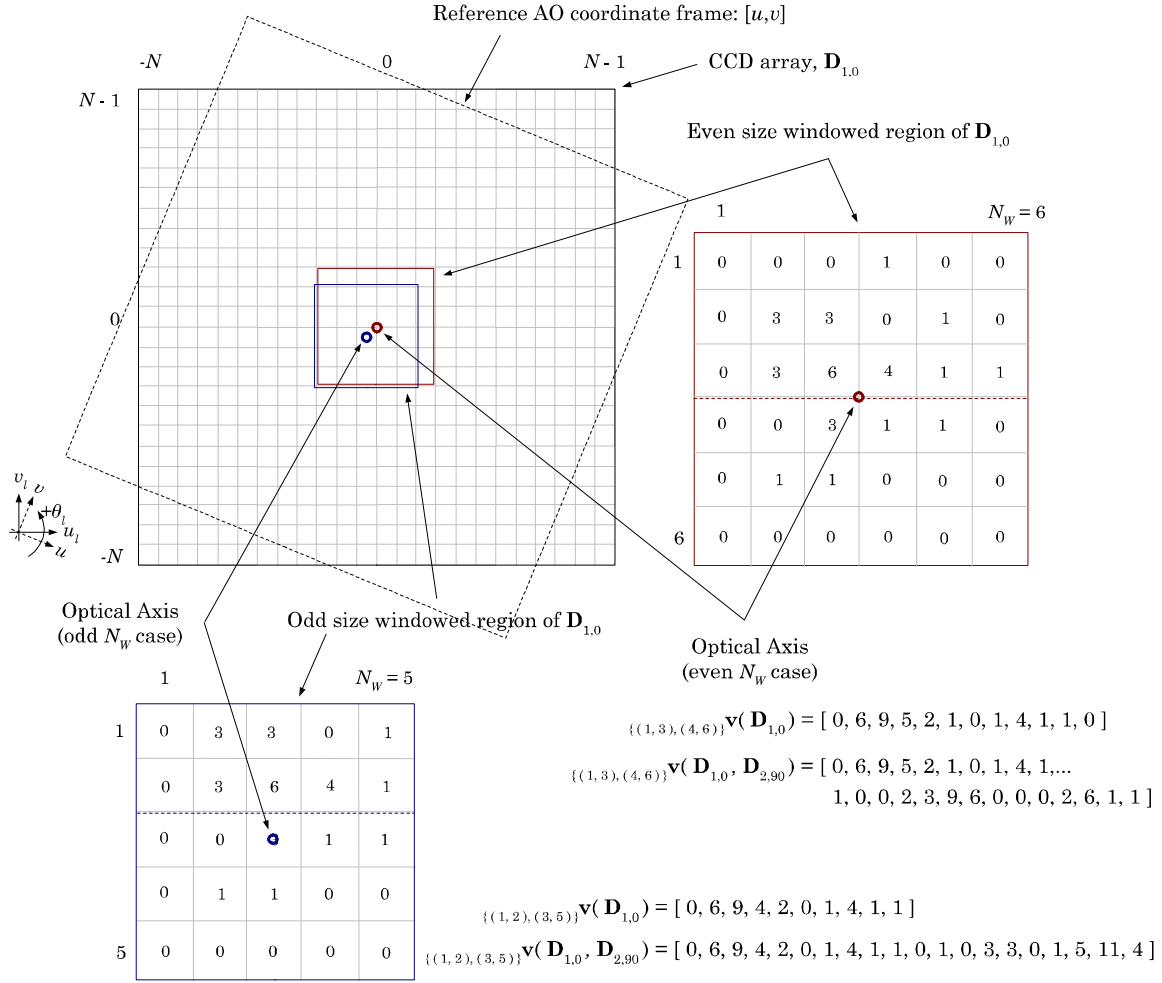 Reference AO coordinate frame: [u,v]
-N 0 N - 1
CCD array, D1,0
N - 1
Even size windowed region of D1,0
1 NW = 6
1 0 0 0 1 0 0
0 3 3 0 1 0
0 3 6 4 1 1
0 0 3 1 1 0
0 1 1 0 0 0
6 0 0 0 0 0 0
0
-N
vl v
+θl
ul
u
Optical Axis
(odd NW case)
Odd size windowed region of D1,0
Optical Axis
(even NW case)
1 NW = 5
1 0 3 3 0 1
0 3 6 4 1
0 0 1 1
0 1 1 0 0
5 0 0 0 0 0
{(1, 3), (4, 6)}v( D1,0) = [ 0, 6, 9, 5, 2, 1, 0, 1, 4, 1, 1, 0 ]
{(1, 3), (4, 6)}v( D1,0, D2,90) = [ 0, 6, 9, 5, 2, 1, 0, 1, 4, 1,...
1, 0, 0, 2, 3, 9, 6, 0, 0, 0, 2, 6, 1, 1 ]
{(1, 2), (3, 5)}v( D1,0) = [ 0, 6, 9, 4, 2, 0, 1, 4, 1, 1 ]
{(1, 2), (3, 5)}v( D1,0, D2,90) = [ 0, 6, 9, 4, 2, 0, 1, 4, 1, 1, 0, 1, 0, 3, 3, 0, 1, 5, 11, 4 ]